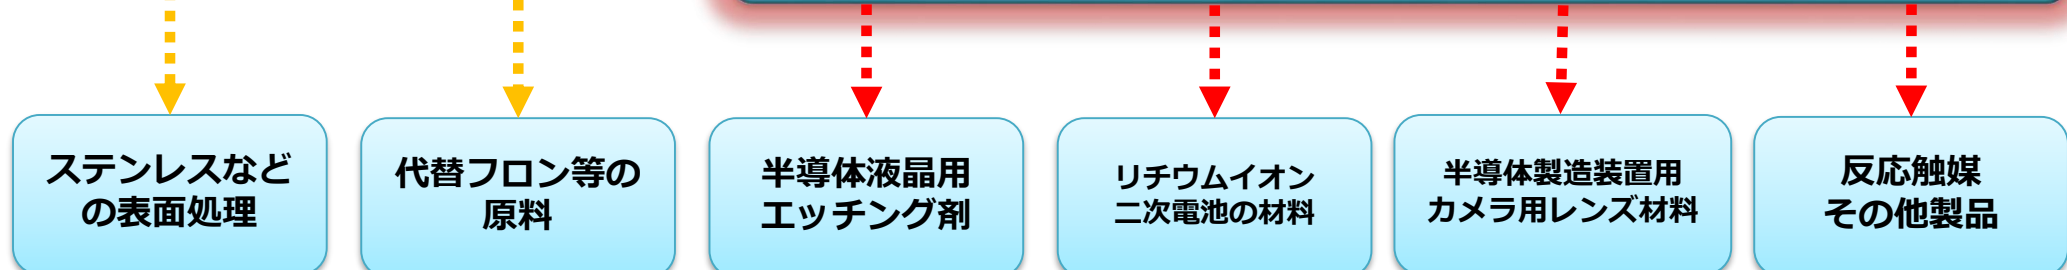 ステンレスなど
の表面処理
代替フロン等の
原料
半導体液晶用
エッチング剤
リチウムイオン
二次電池の材料
半導体製造装置用
カメラ用レンズ材料
反応触媒
その他製品